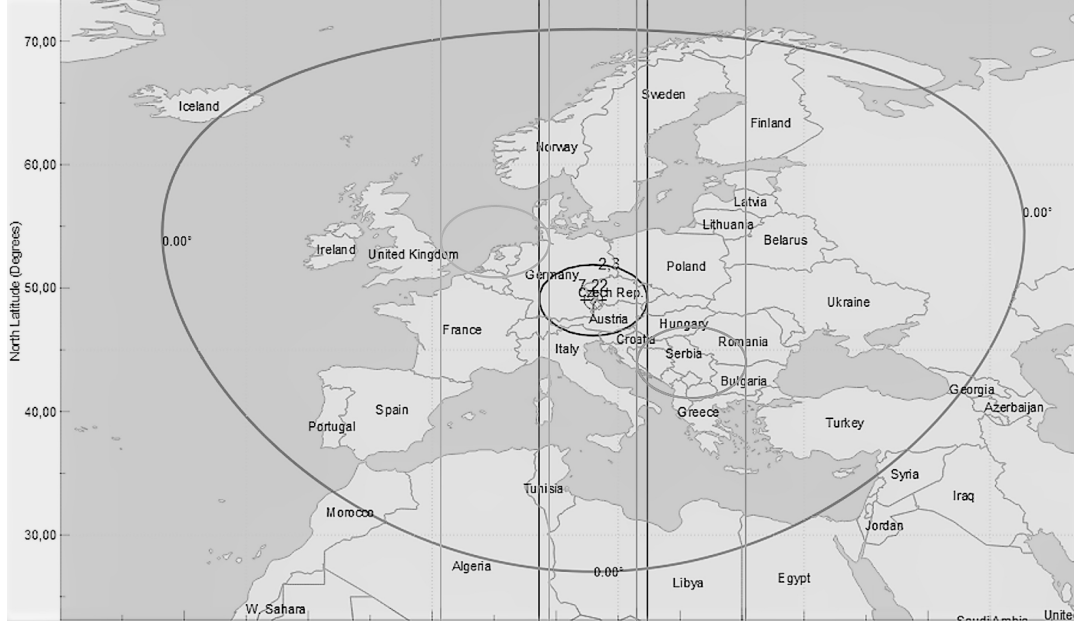 70,00
Iceland
Sweden
Finland
Norway
60,00
Latvia
0.00°
Lithuania
Belarus
0.00°
Ireland
United Kingdom
2,3
Poland
Germany
50,00
7,22
Czech Rep.
Ukraine
Austria
Hungary
France
Croatia
Romania
Italy
Serbia
Bulgaria
Georgia
40,00
Spain
Greece
Azerbaijan
Portugal
Turkey
Syria
Tunisia
Iraq
Morocco
Jordan
30,00
Algeria
0.00°
Libya
Egypt
W. Sahara
Saudi Arabia
Unite
North Latitude (Degrees)